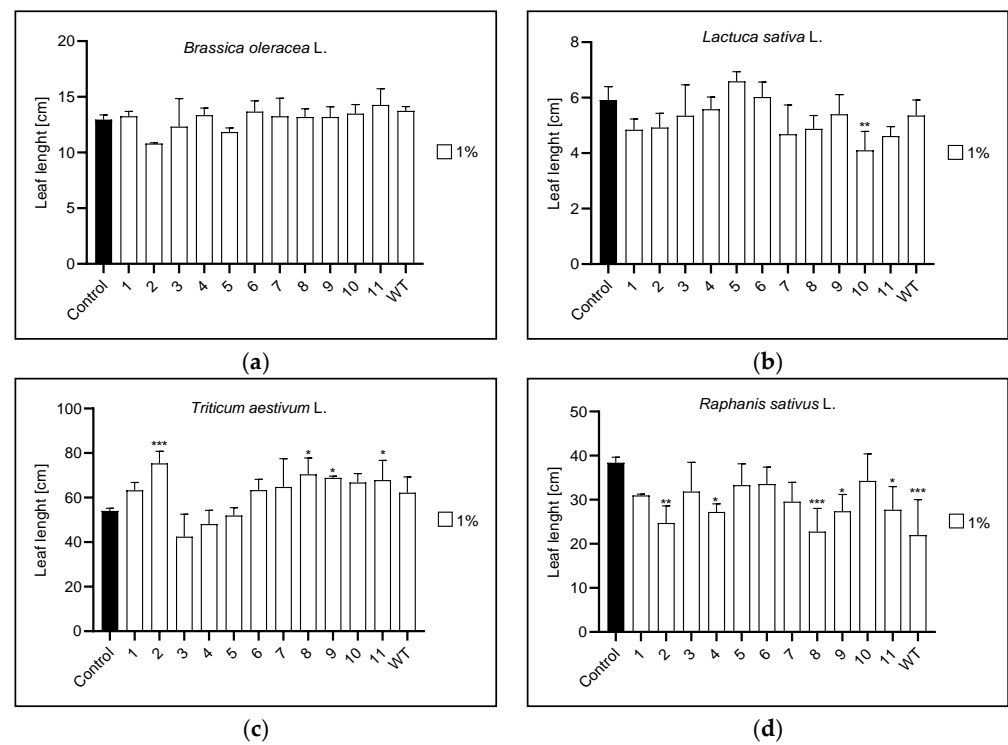 Brassica oleracea L.
20
15
10
5
0
Leaf lenght [cm]
Control 1 2 3 4 5 6 7 8 9 10 11 WT
1%
(a)
Lactuca sativa L.
8
6
4
2
0
Leaf lenght [cm]
**
Control 1 2 3 4 5 6 7 8 9 10 11 WT
1%
(b)
Triticum aestivum L.
100
80
60
40
20
0
Leaf lenght [cm]
*** * * *
Control 1 2 3 4 5 6 7 8 9 10 11 WT
1%
(c)
Raphanis sativus L.
50
40
30
20
10
0
Leaf lenght [cm]
** * *** * * ***
Control 1 2 3 4 5 6 7 8 9 10 11 WT
1%
(d)